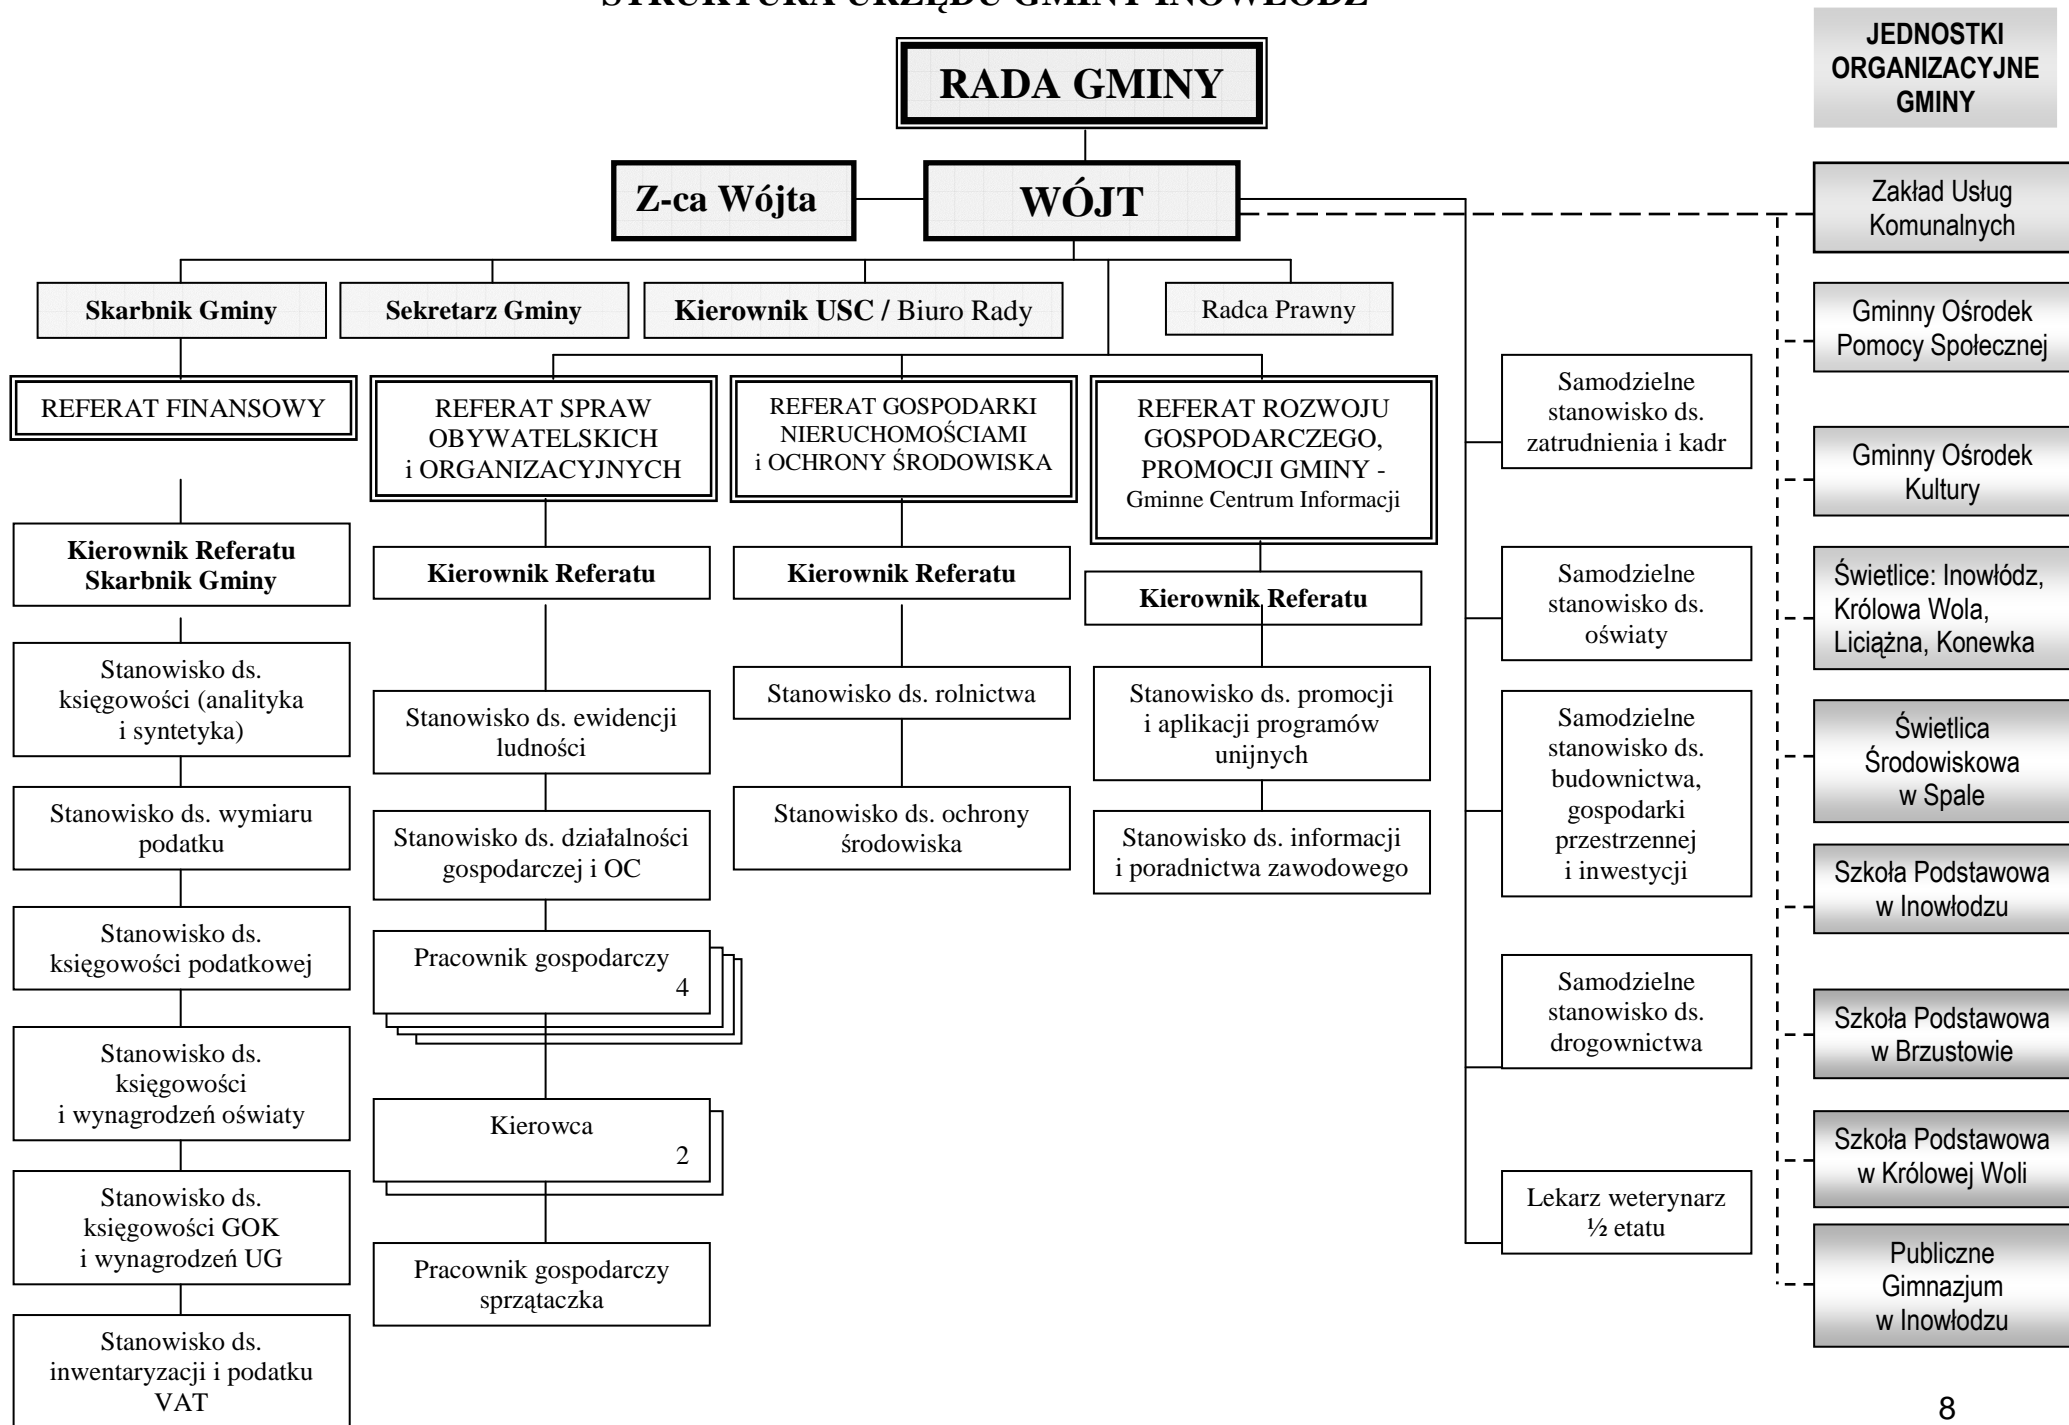 STRUKTURA URZĘDU GMINY INOWŁÓDZ
RADA GMINY
Z-ca Wójta
WÓJT
Skarbnik Gminy
Sekretarz Gminy
Kierownik USC / Biuro Rady
Radca Prawny
REFERAT FINANSOWY
Kierownik Referatu
Skarbnik Gminy
Stanowisko ds.
księgowości (analityka
i syntetyka)
Stanowisko ds. wymiaru
podatku
Stanowisko ds.
księgowości podatkowej
Stanowisko ds.
księgowości
i wynagrodzeń oświaty
Stanowisko ds.
księgowości GOK
i wynagrodzeń UG
Stanowisko ds.
inwentaryzacji i podatku
VAT
REFERAT SPRAW
OBYWATELSKICH
i ORGANIZACYJNYCH
Kierownik Referatu
Stanowisko ds. ewidencji
ludności
Stanowisko ds. działalności
gospodarczej i OC
Pracownik gospodarczy
4
Kierowca
2
Pracownik gospodarczy
sprzątaczka
REFERAT GOSPODARKI
NIERUCHOMOŚCIAMI
i OCHRONY ŚRODOWISKA
Kierownik Referatu
Stanowisko ds. rolnictwa
Stanowisko ds. ochrony
środowiska
REFERAT ROZWOJU
GOSPODARCZEGO,
PROMOCJI GMINY -
Gminne Centrum Informacji
Kierownik Referatu
Stanowisko ds. promocji
i aplikacji programów
unijnych
Stanowisko ds. informacji
i poradnictwa zawodowego
Samodzielne
stanowisko ds.
zatrudnienia i kadr
Samodzielne
stanowisko ds.
oświaty
Samodzielne
stanowisko ds.
budownictwa,
gospodarki
przestrzennej
i inwestycji
Samodzielne
stanowisko ds.
drogownictwa
Lekarz weterynarz
½ etatu
JEDNOSTKI
ORGANIZACYJNE
GMINY
Zakład Usług
Komunalnych
Gminny Ośrodek
Pomocy Społecznej
Gminny Ośrodek
Kultury
Świetlice: Inowłódz,
Królowa Wola,
Liciążna, Konewka
Świetlica
Środowiskowa
w Spale
Szkoła Podstawowa
w Inowłodzu
Szkoła Podstawowa
w Brzustowie
Szkoła Podstawowa
w Królowej Woli
Publiczne
Gimnazjum
w Inowłodzu
8